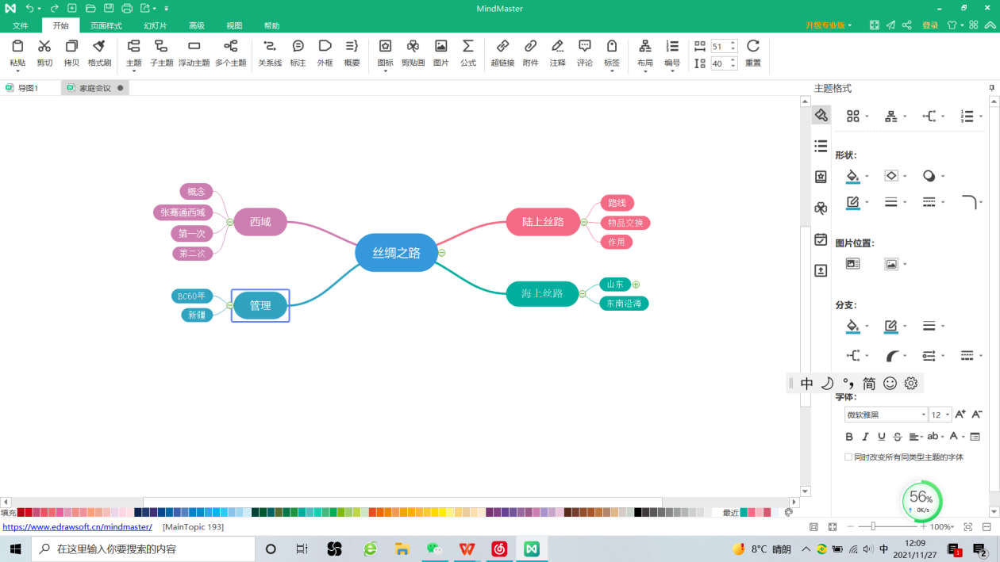 MindMaster
文件 开始 页面样式 幻灯片 高级 视图 帮助 升级专业版 登录
粘贴 剪切 拷贝 格式刷 主题 子主题 浮动主题 多个主题 关系线 标注 外框 概要 图标 剪贴画 图片 公式 超链接 附件 注释 评论 标签 布局 编号 重置
51
40
导图1 家庭会议
主题格式
形状:
图片位置:
分支:
字体:
微软雅黑 12
同时改变所有同类型主题的字体
丝绸之路
西域
概念
张骞通西域
第一次
第二次
管理
BC60年
新疆
陆上丝路
路线
物品交换
作用
海上丝路
山东
东南沿海
中 简
56%
0K/s
填充 最近
https://www.edrawsoft.cn/mindmaster/ [MainTopic 193] 100%
在这里输入你要搜索的内容
8°C 晴朗 中 12:09
2021/11/27
1
2